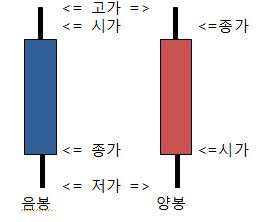 <= 고가 =>
<= 시가 <=종가
<= 종가 <=시가
<= 저가 =>
음봉 양봉